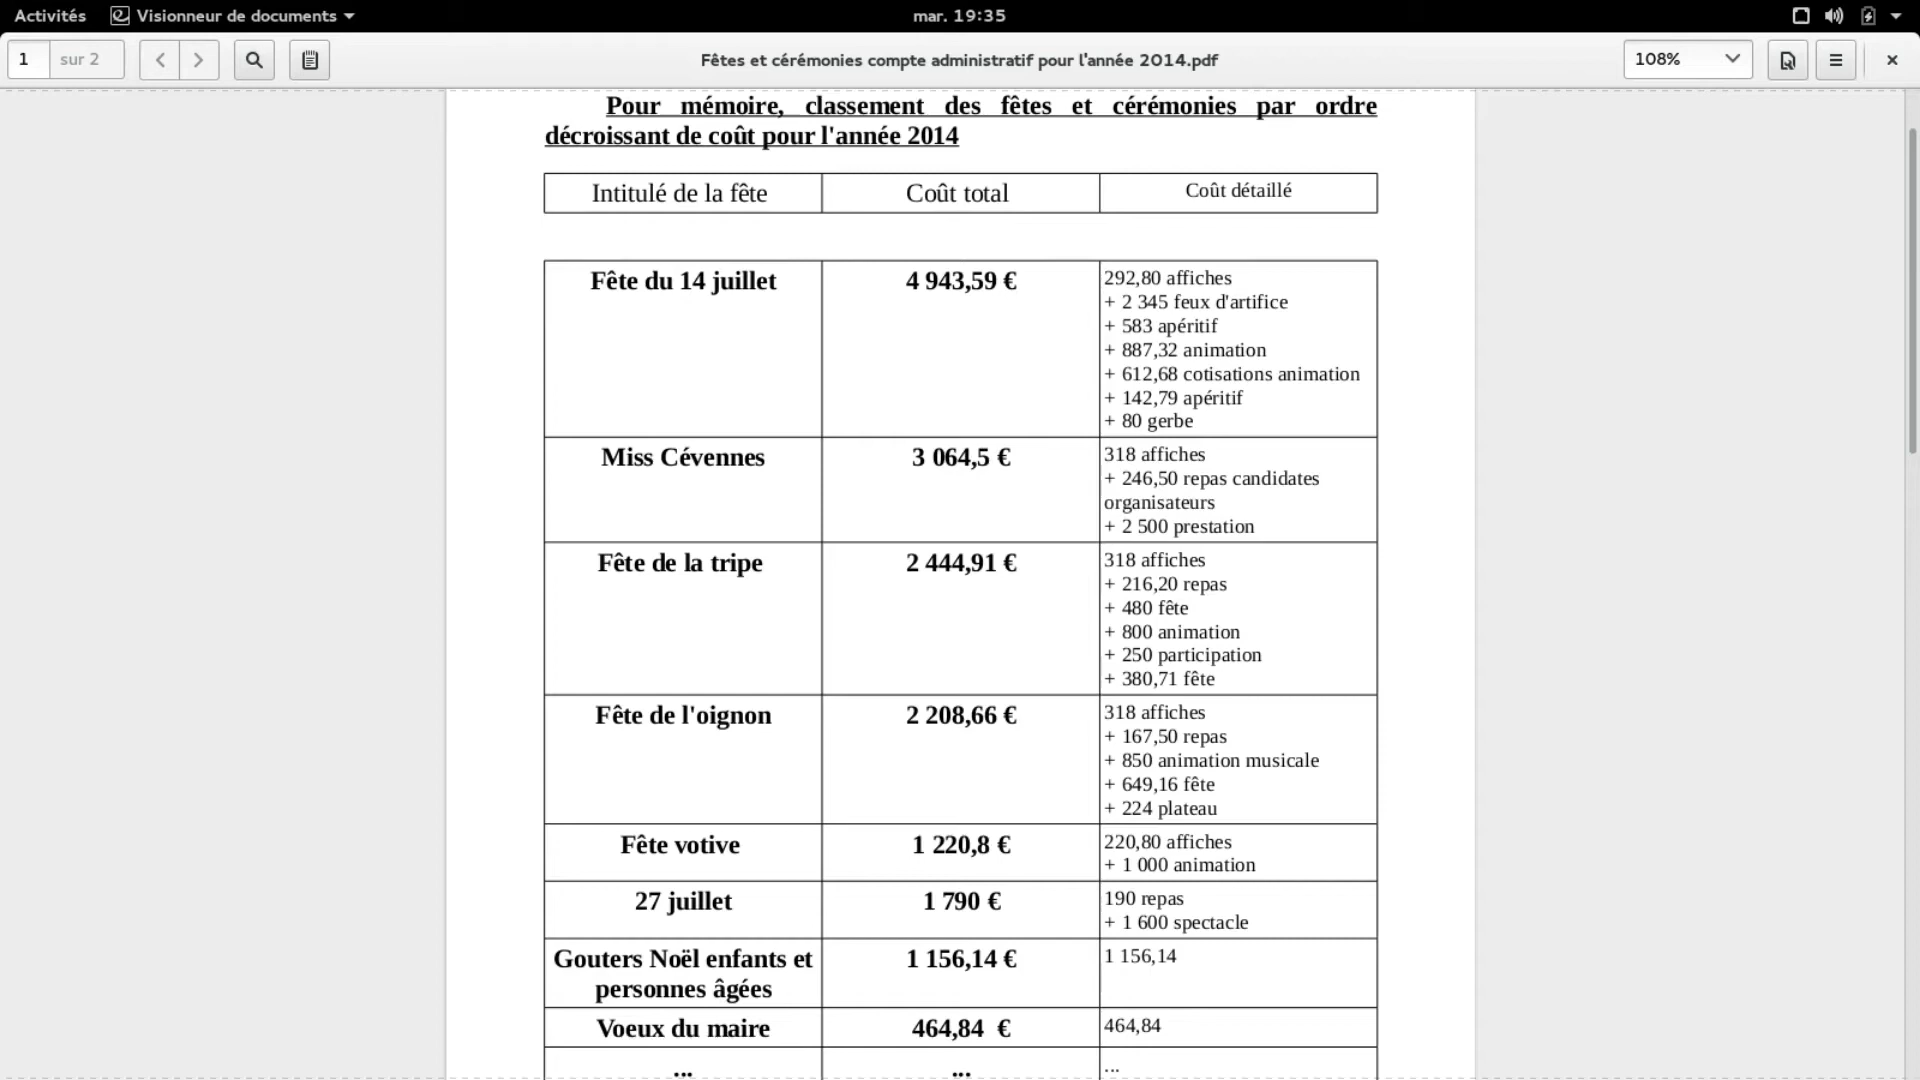 Activités Visionneur de documents mar. 19:35
1 sur 2 Fêtes et cérémonies compte administratif pour l'année 2014.pdf 108%
Pour mémoire, classement des fêtes et cérémonies par ordre
décroissant de coût pour l'année 2014
Intitulé de la fête Coût total Coût détaillé
Fête du 14 juillet 4 943,59 € 292,80 affiches
+ 2 345 feux d'artifice
+ 583 apéritif
+ 887,32 animation
+ 612,68 cotisations animation
+ 142,79 apéritif
+ 80 gerbe
Miss Cévennes 3 064,5 € 318 affiches
+ 246,50 repas candidates
organisateurs
+ 2 500 prestation
Fête de la tripe 2 444,91 € 318 affiches
+ 216,20 repas
+ 480 fête
+ 800 animation
+ 250 participation
+ 380,71 fête
Fête de l'oignon 2 208,66 € 318 affiches
+ 167,50 repas
+ 850 animation musicale
+ 649,16 fête
+ 224 plateau
Fête votive 1 220,8 € 220,80 affiches
+ 1 000 animation
27 juillet 1 790 € 190 repas
+ 1 600 spectacle
Gouters Noël enfants et 1 156,14 € 1 156,14
personnes âgées
Voeux du maire 464,84 € 464,84
... ... ...